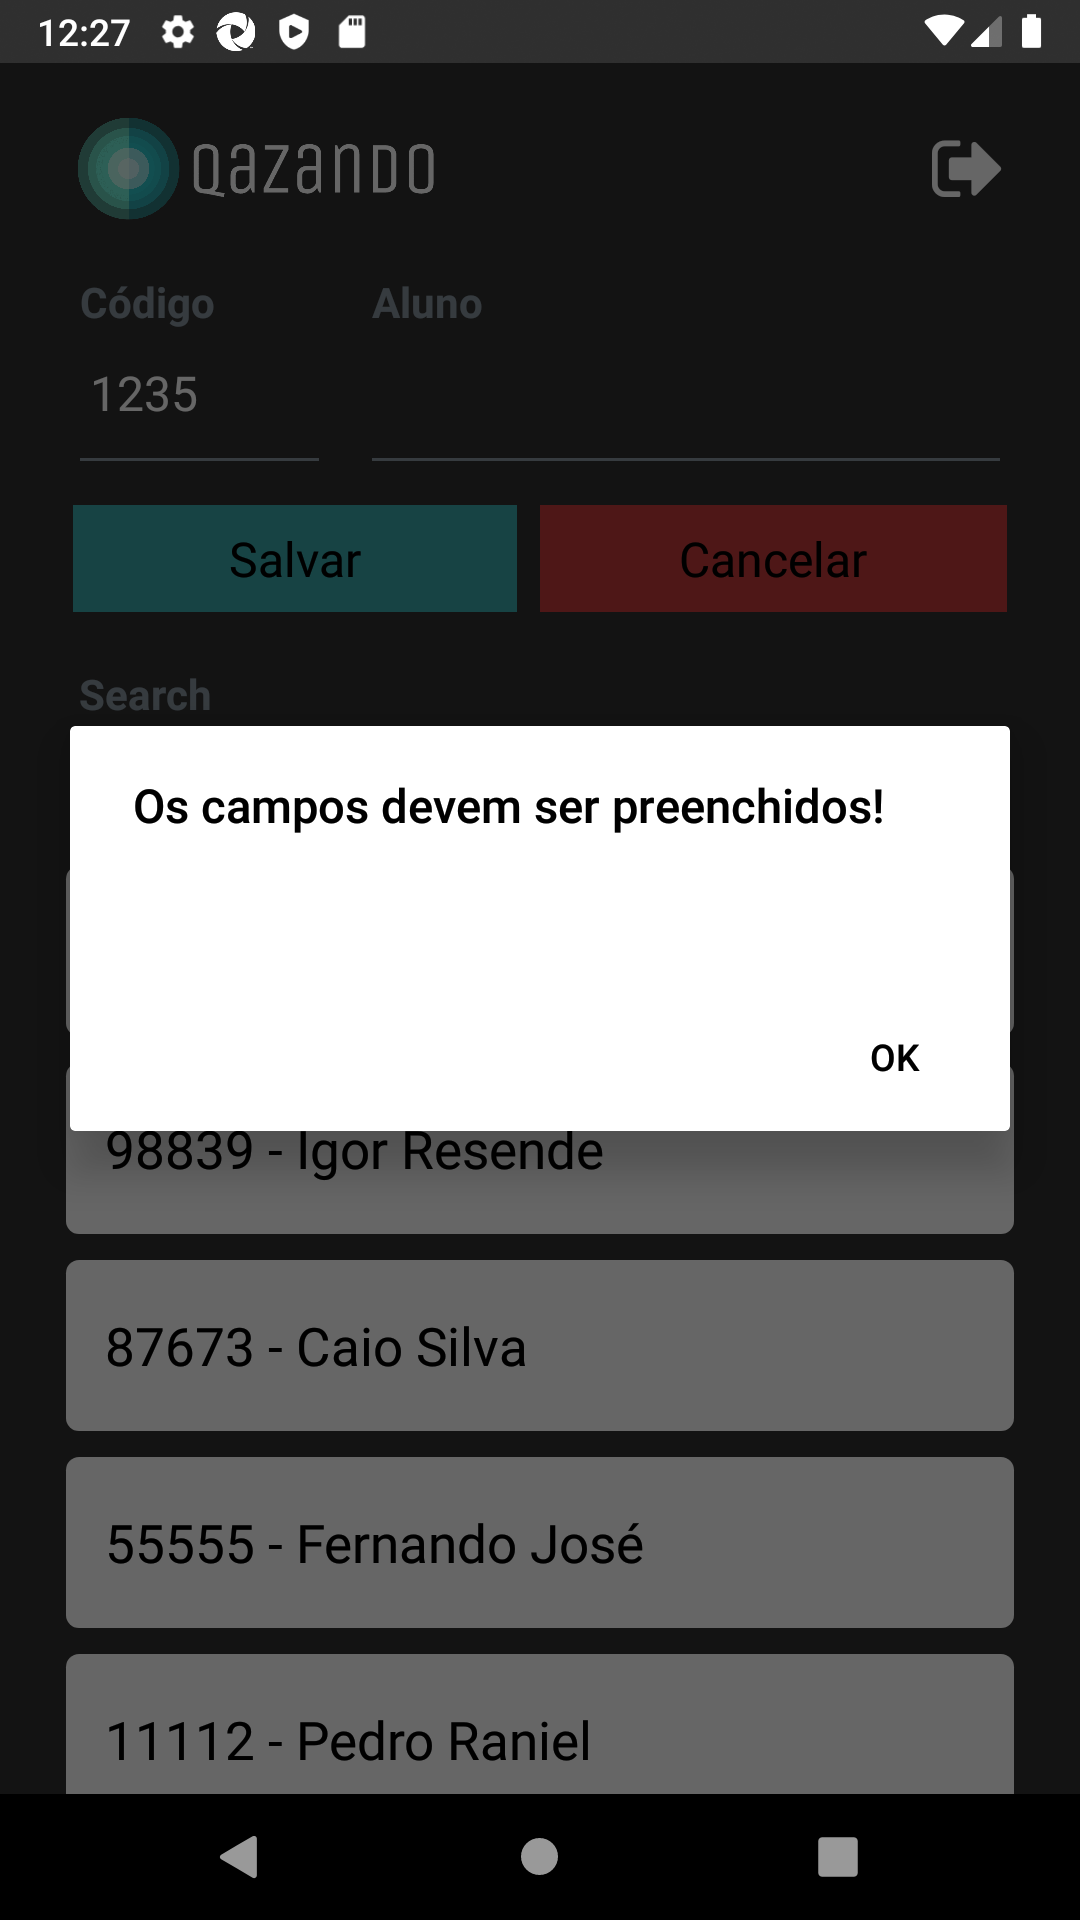 12:27
QAZANDO
Código Aluno
1235
Salvar Cancelar
Search
Os campos devem ser preenchidos!
OK
98839 - Igor Resende
87673 - Caio Silva
55555 - Fernando José
11112 - Pedro Raniel